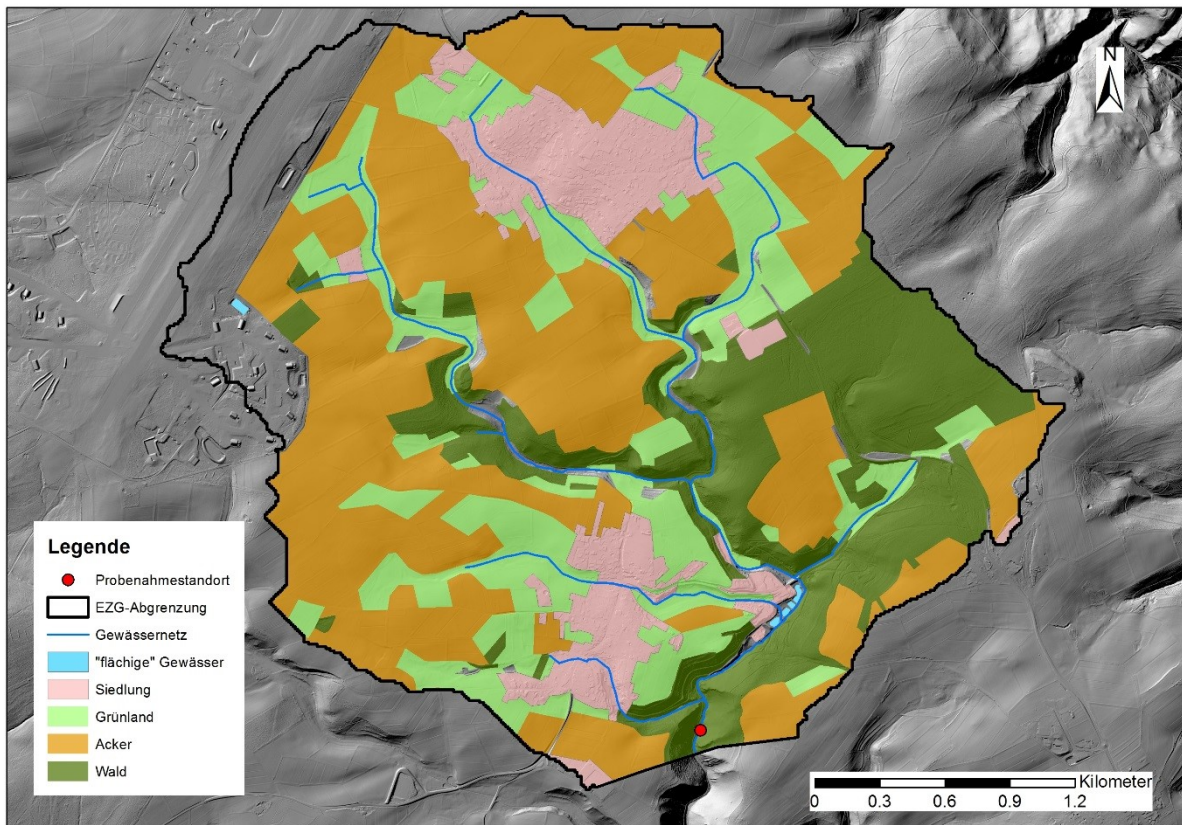 N
Legende
Probenahmestandort
EZG-Abgrenzung
Gewässernetz
"flächige" Gewässer
Siedlung
Grünland
Acker
Wald
Kilometer
0 0.3 0.6 0.9 1.2